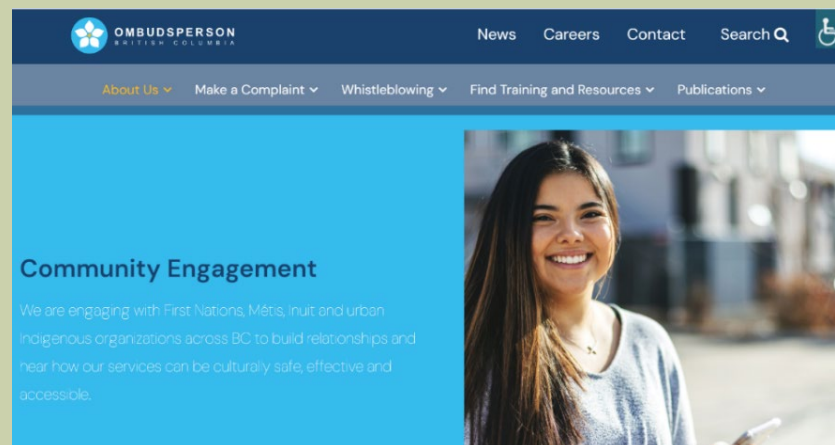 OMBUDSPERSON
BRITISH COLUMBIA
News Careers Contact Search
About Us Make a Complaint Whistleblowing Find Training and Resources Publications
Community Engagement
We are engaging with First Nations, Métis, Inuit and urban
Indigenous organizations across BC to build relationships and
hear how our services can be culturally safe, effective and
accessible.